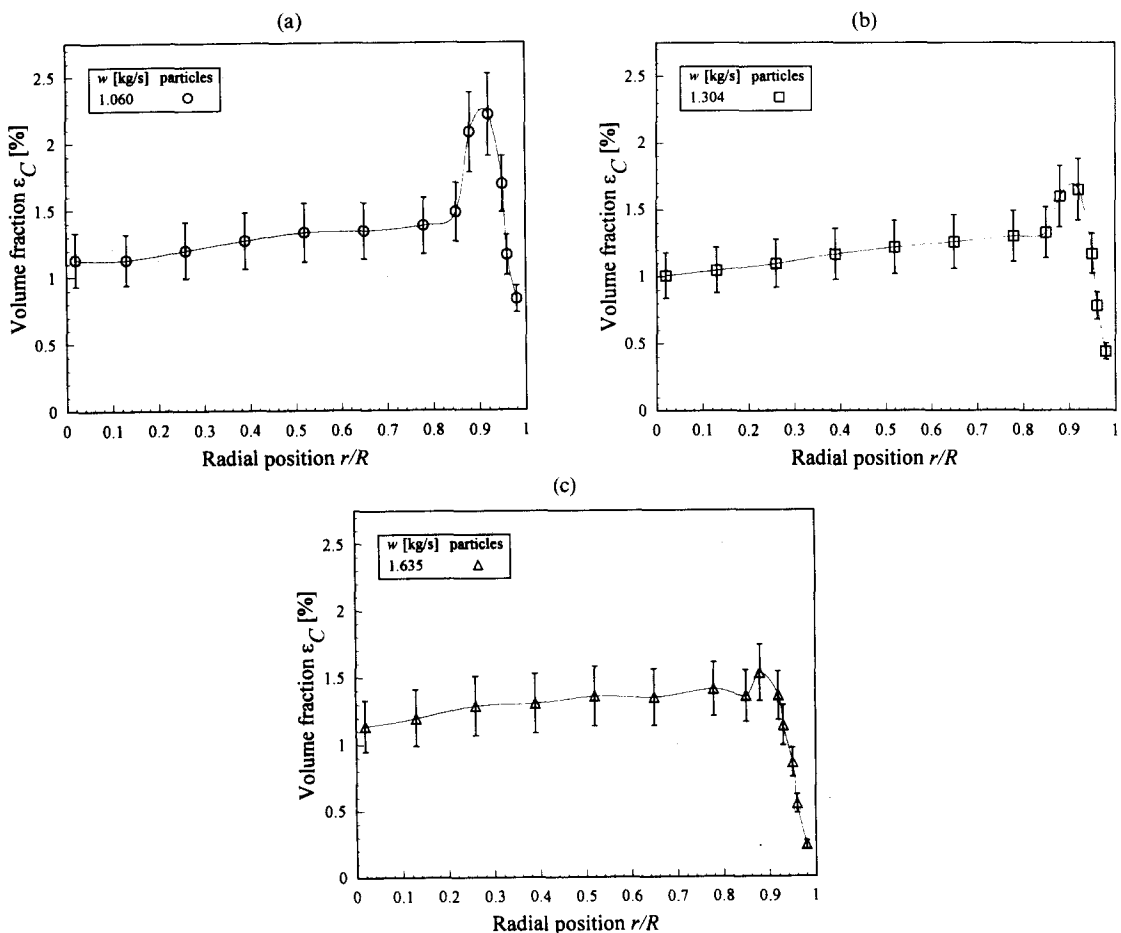 (a)
Volume fraction ε_C [%]
2.5
2
1.5
1
0.5
0
w [kg/s] particles
1.060
0 0.1 0.2 0.3 0.4 0.5 0.6 0.7 0.8 0.9 1
Radial position r/R
(b)
Volume fraction ε_C [%]
2.5
2
1.5
1
0.5
0
w [kg/s] particles
1.304
0 0.1 0.2 0.3 0.4 0.5 0.6 0.7 0.8 0.9 1
Radial position r/R
(c)
Volume fraction ε_C [%]
2.5
2
1.5
1
0.5
0
w [kg/s] particles
1.635
0 0.1 0.2 0.3 0.4 0.5 0.6 0.7 0.8 0.9 1
Radial position r/R